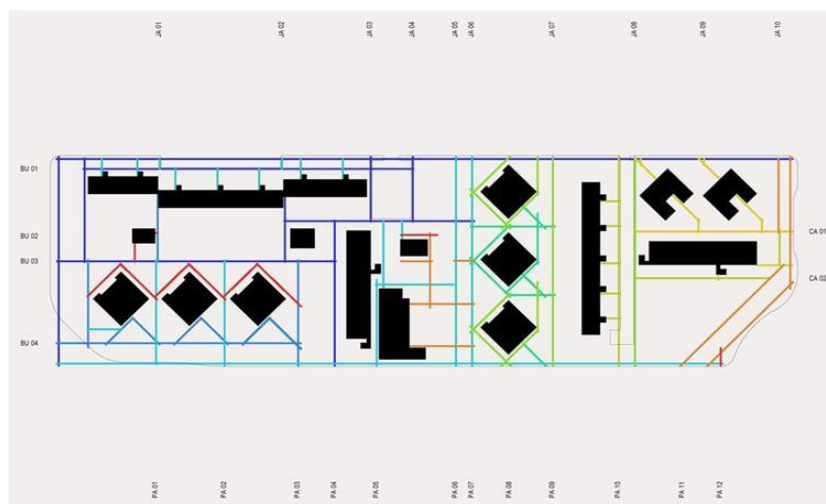 JA 01
JA 02
JA 03
JA 04
JA 05
JA 06
JA 07
JA 08
JA 09
JA 10
BU 01
BU 02
CA 01
BU 03
CA 02
BU 04
PA 01
PA 02
PA 03
PA 04
PA 05
PA 06
PA 07
PA 08
PA 09
PA 10
PA 11
PA 12